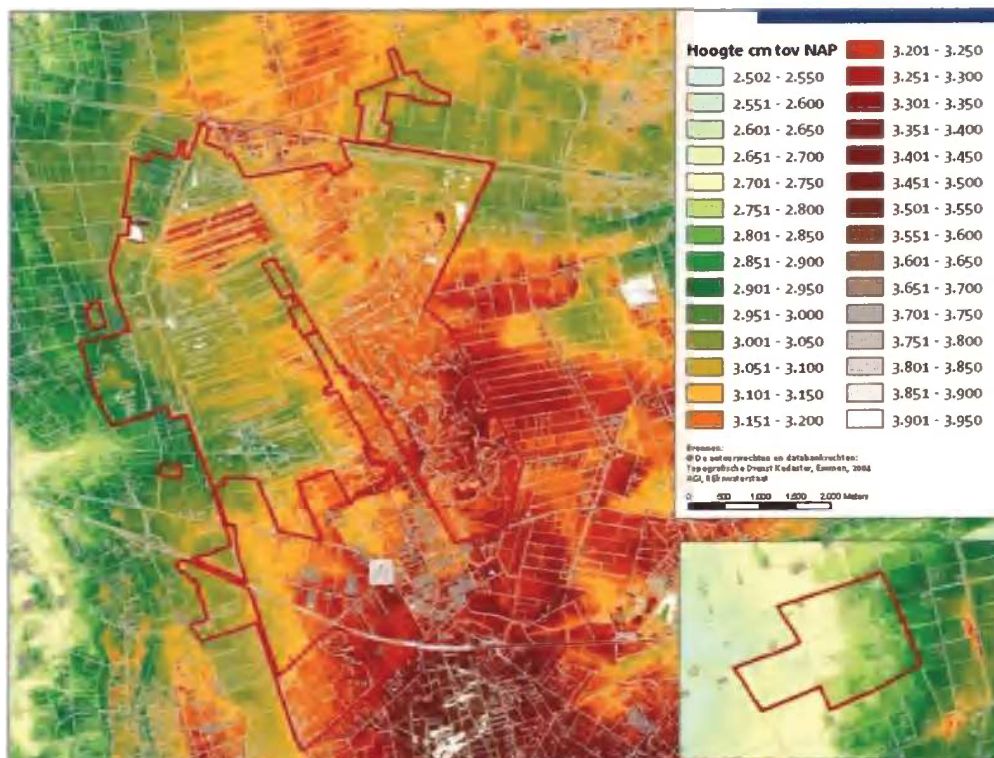 Hoogte cm tov NAP
2.502 - 2.550
2.551 - 2.600
2.601 - 2.650
2.651 - 2.700
2.701 - 2.750
2.751 - 2.800
2.801 - 2.850
2.851 - 2.900
2.901 - 2.950
2.951 - 3.000
3.001 - 3.050
3.051 - 3.100
3.101 - 3.150
3.151 - 3.200
3.201 - 3.250
3.251 - 3.300
3.301 - 3.350
3.351 - 3.400
3.401 - 3.450
3.451 - 3.500
3.501 - 3.550
3.551 - 3.600
3.601 - 3.650
3.651 - 3.700
3.701 - 3.750
3.751 - 3.800
3.801 - 3.850
3.851 - 3.900
3.901 - 3.950
Bronnen:
© De auteursrechten en databankrechten:
Topografische Dienst Kadaster, Emmen, 2004
AGI, Rijkswaterstaat
0 500 1.000 1.500 2.000 Meters